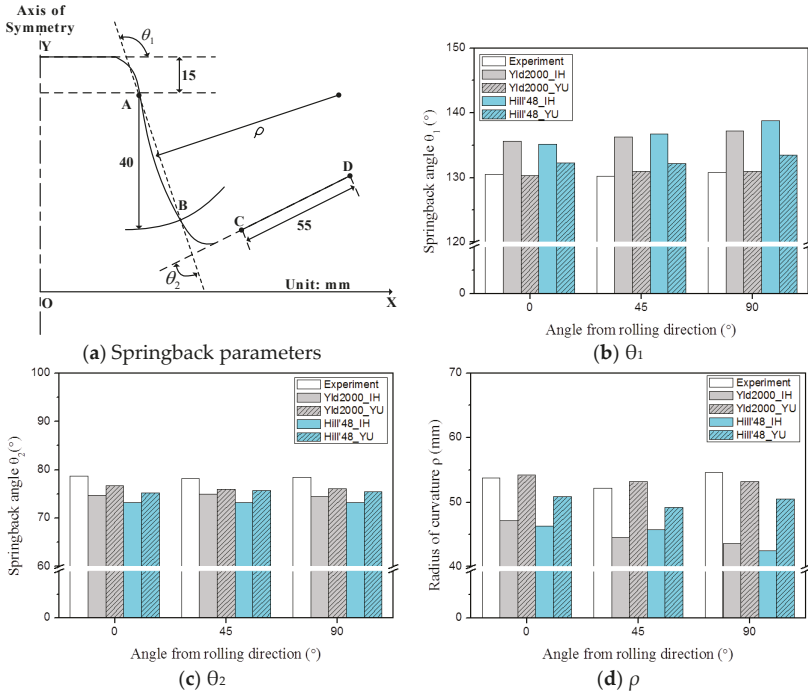 Axis of
Symmetry
Y
θ1
15
A
ρ
40
D
B
C
55
θ2
Unit: mm
O
X
(a) Springback parameters
150
140
130
120
0
Springback angle θ1 (°)
Experiment
Yld2000_IH
Yld2000_YU
Hill'48_IH
Hill'48_YU
0
45
90
Angle from rolling direction (°)
(b) θ1
100
90
80
70
60
0
Springback angle θ2(°)
Experiment
Yld2000_IH
Yld2000_YU
Hill'48_IH
Hill'48_YU
0
45
90
Angle from rolling direction (°)
(c) θ2
70
60
50
40
0
Radius of curvature ρ (mm)
Experiment
Yld2000_IH
Yld2000_YU
Hill'48_IH
Hill'48_YU
0
45
90
Angle from rolling direction (°)
(d) ρ